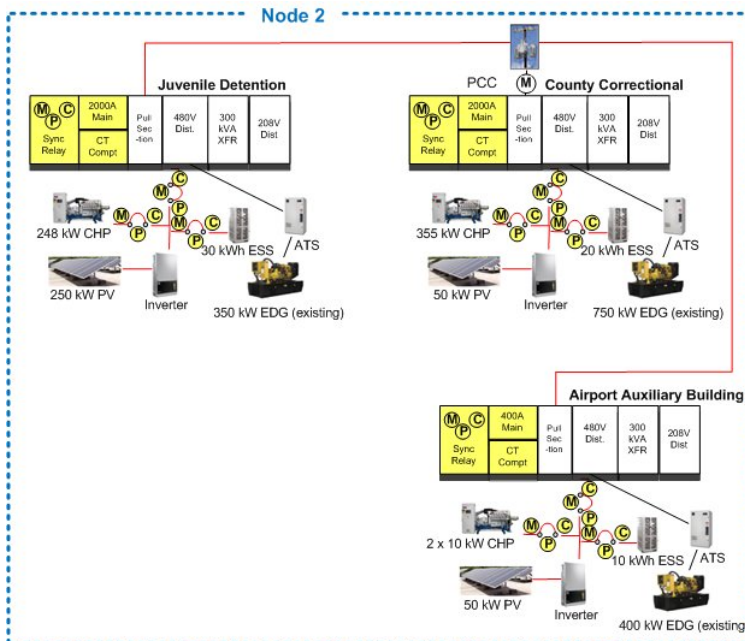 Node 2
PCC
M
Juvenile Detention
M P C
Sync
Relay
2000A
Main
CT
Compt
Pull
Sec
-tion
480V
Dist.
300
kVA
XFR
208V
Dist
C
M
P
M
P
C
M
P
C
248 kW CHP
30 kWh ESS
ATS
250 kW PV
Inverter
350 kW EDG (existing)
County Correctional
M P C
Sync
Relay
2000A
Main
CT
Compt
Pull
Sec
-tion
480V
Dist.
300
kVA
XFR
208V
Dist
C
M
P
M
P
C
M
P
C
355 kW CHP
20 kWh ESS
ATS
50 kW PV
Inverter
750 kW EDG (existing)
Airport Auxiliary Building
M P C
Sync
Relay
400A
Main
CT
Compt
Pull
Sec
-tion
480V
Dist.
300
kVA
XFR
208V
Dist
C
M
P
M
P
C
M
P
C
2 x 10 kW CHP
10 kWh ESS
ATS
50 kW PV
Inverter
400 kW EDG (existing)